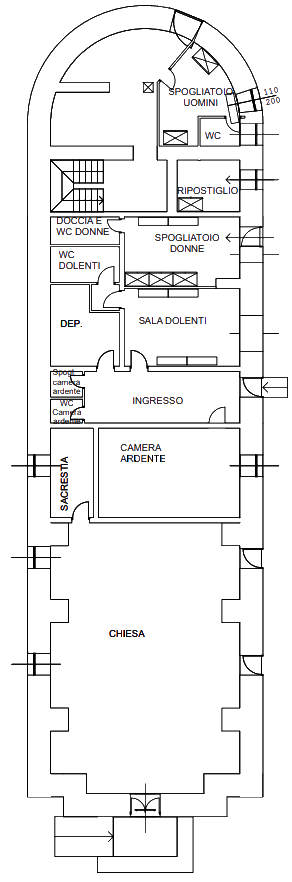 SPOGLIATOIO
UOMINI
110
200
WC
RIPOSTIGLIO
DOCCIA E
WC DONNE
SPOGLIATOIO
DONNE
WC
DOLENTI
DEP.
SALA DOLENTI
Spogl.
camera
ardente
WC
Camera
ardente
INGRESSO
CAMERA
ARDENTE
SACRESTIA
CHIESA